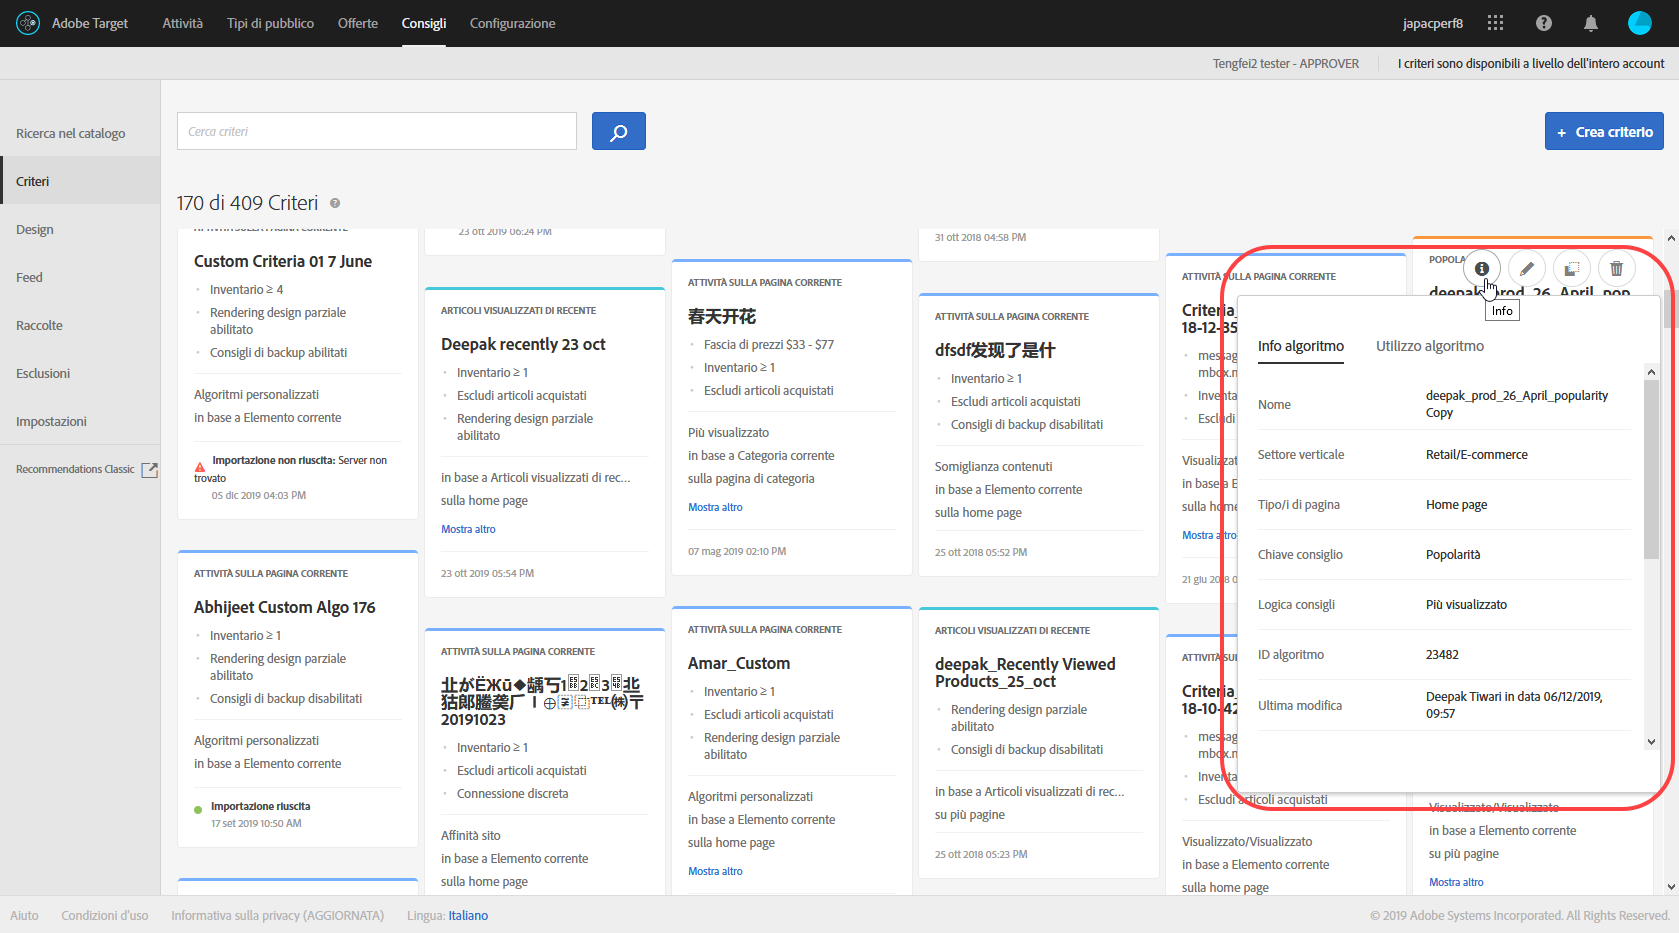 Adobe Target
Attività
Tipi di pubblico
Offerte
Consigli
Configurazione
japacperf8
Tengfei2 tester - APPROVER
I criteri sono disponibili a livello dell'intero account
Ricerca nel catalogo
Criteri
Design
Feed
Raccolte
Esclusioni
Impostazioni
Recommendations Classic
Cerca criteri
+ Crea criterio
170 di 409 Criteri
ATTIVITÀ SULLA PAGINA CORRENTE
Custom Criteria 01 7 June
Inventario ≥ 4
Rendering design parziale
abilitato
Consigli di backup abilitati
Algoritmi personalizzati
in base a Elemento corrente
Importazione non riuscita: Server non
trovato
05 dic 2019 04:03 PM
ATTIVITÀ SULLA PAGINA CORRENTE
Abhijeet Custom Algo 176
Inventario ≥ 1
Rendering design parziale
abilitato
Consigli di backup disabilitati
Algoritmi personalizzati
in base a Elemento corrente
Importazione riuscita
17 set 2019 10:50 AM
23 ott 2019 06:24 PM
ARTICOLI VISUALIZZATI DI RECENTE
Deepak recently 23 oct
Inventario ≥ 1
Escludi articoli acquistati
Rendering design parziale
abilitato
in base a Articoli visualizzati di rec...
sulla home page
Mostra altro
23 ott 2019 05:54 PM
ATTIVITÀ SULLA PAGINA CORRENTE
20191023
Inventario ≥ 1
Escludi articoli acquistati
Connessione discreta
Affinità sito
in base a Elemento corrente
sulla home page
ATTIVITÀ SULLA PAGINA CORRENTE
春天开花
Fascia di prezzi $33 - $77
Inventario ≥ 1
Escludi articoli acquistati
Più visualizzato
in base a Categoria corrente
sulla pagina di categoria
Mostra altro
07 mag 2019 02:10 PM
ATTIVITÀ SULLA PAGINA CORRENTE
Amar_Custom
Inventario ≥ 1
Escludi articoli acquistati
Rendering design parziale
abilitato
Algoritmi personalizzati
in base a Elemento corrente
sulla home page
Mostra altro
31 ott 2018 04:58 PM
ATTIVITÀ SULLA PAGINA CORRENTE
dfsdf发现了是什
Inventario ≥ 1
Escludi articoli acquistati
Consigli di backup disabilitati
Somiglianza contenuti
in base a Elemento corrente
sulla home page
25 ott 2018 05:52 PM
ARTICOLI VISUALIZZATI DI RECENTE
deepak_Recently Viewed
Products_25_oct
Rendering design parziale
abilitato
Consigli di backup disabilitati
in base a Articoli visualizzati di rec...
su più pagine
25 ott 2018 05:23 PM
ATTIVITÀ SULLA PAGINA CORRENTE
Criteria_
18-12-35
messag
mbox.n
Inventa
Escludi
Visualizzat
in base a E
sulla home
Mostra altro
21 giu 2018 0
ATTIVITÀ SU
Criteria_
18-10-42
messag
mbox.n
Inventa
Escludi articoli acquistati
Visualizzato/Visualizzato
in base a Elemento corrente
sulla home page
POPOLA
deepak_prod_26_April_pop
Info
Info algoritmo
Utilizzo algoritmo
Nome
deepak_prod_26_April_popularity
Copy
Settore verticale
Retail/E-commerce
Tipo/i di pagina
Home page
Chiave consiglio
Popolarità
Logica consigli
Più visualizzato
ID algoritmo
23482
Ultima modifica
Deepak Tiwari in data 06/12/2019,
09:57
Visualizzato/Visualizzato
in base a Elemento corrente
su più pagine
Mostra altro
Aiuto
Condizioni d'uso
Informativa sulla privacy (AGGIORNATA)
Lingua: Italiano
© 2019 Adobe Systems Incorporated. All Rights Reserved.